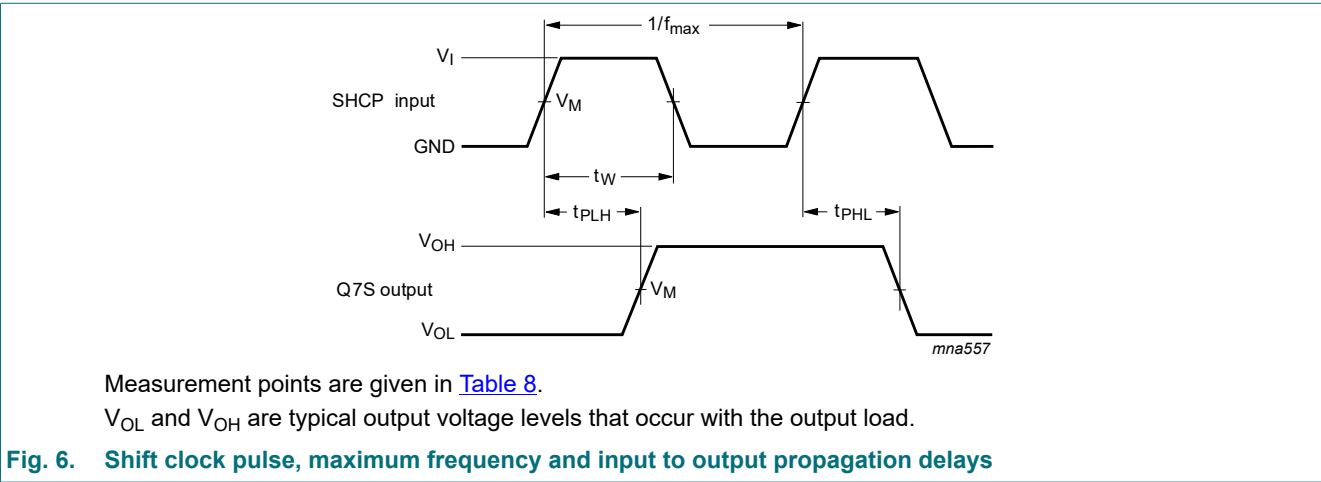 1/fmax
VI
SHCP input
VM
GND
tW
tPLH
tPHL
VOH
Q7S output
VM
VOL
mna557
Measurement points are given in Table 8.
VOL and VOH are typical output voltage levels that occur with the output load.
Fig. 6. Shift clock pulse, maximum frequency and input to output propagation delays